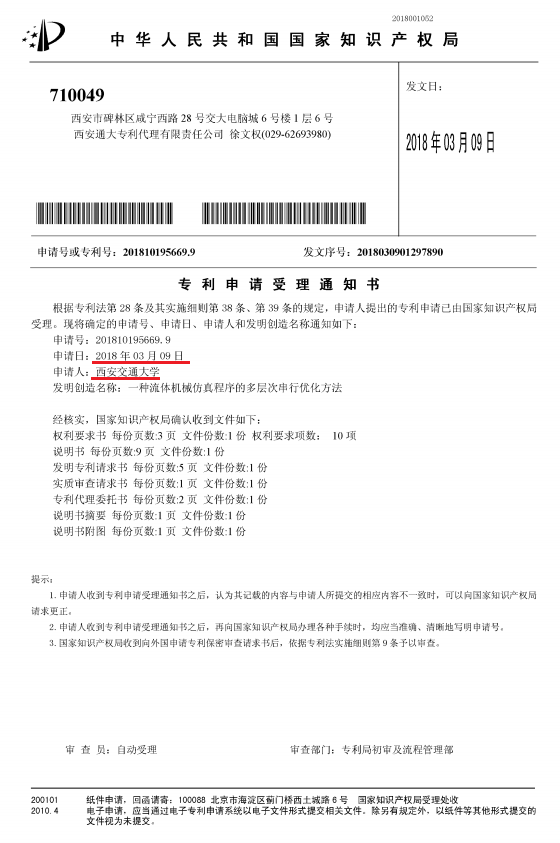 2018001052
中华人民共和国国家知识产权局
710049
西安市碑林区咸宁西路 28 号交大电脑城 6 号楼 1 层 6 号
西安通大专利代理有限责任公司 徐文权(029-62693980)
发文日：
2018 年 03 月 09 日
申请号或专利号：201810195669.9
发文序号：2018030901297890
专利申请受理通知书
根据专利法第 28 条及其实施细则第 38 条、第 39 条的规定，申请人提出的专利申请已由国家知识产权局
受理。现将确定的申请号、申请日、申请人和发明创造名称通知如下：
申请号：201810195669.9
申请日：2018 年 03 月 09 日
申请人：西安交通大学
发明创造名称：一种流体机械仿真程序的多层次串行优化方法
经核实，国家知识产权局确认收到文件如下：
权利要求书 每份页数:3 页 文件份数:1 份 权利要求项数： 10 项
说明书 每份页数:9 页 文件份数:1 份
发明专利请求书 每份页数:5 页 文件份数:1 份
实质审查请求书 每份页数:1 页 文件份数:1 份
专利代理委托书 每份页数:2 页 文件份数:1 份
说明书摘要 每份页数:1 页 文件份数:1 份
说明书附图 每份页数:1 页 文件份数:1 份
提示：
1.申请人收到专利申请受理通知书之后，认为其记载的内容与申请人所提交的相应内容不一致时，可以向国家知识产权局
请求更正。
2.申请人收到专利申请受理通知书之后，再向国家知识产权局办理各种手续时，均应当准确、清晰地写明申请号。
3.国家知识产权局收到向外国申请专利保密审查请求书后，依据专利法实施细则第 9 条予以审查。
审 查 员：自动受理
审查部门：专利局初审及流程管理部
200101 纸件申请，回函请寄：100088 北京市海淀区蓟门桥西土城路 6 号 国家知识产权局受理处收
2010.4 电子申请，应当通过电子专利申请系统以电子文件形式提交相关文件。除另有规定外，以纸件等其他形式提交的
文件视为未提交。